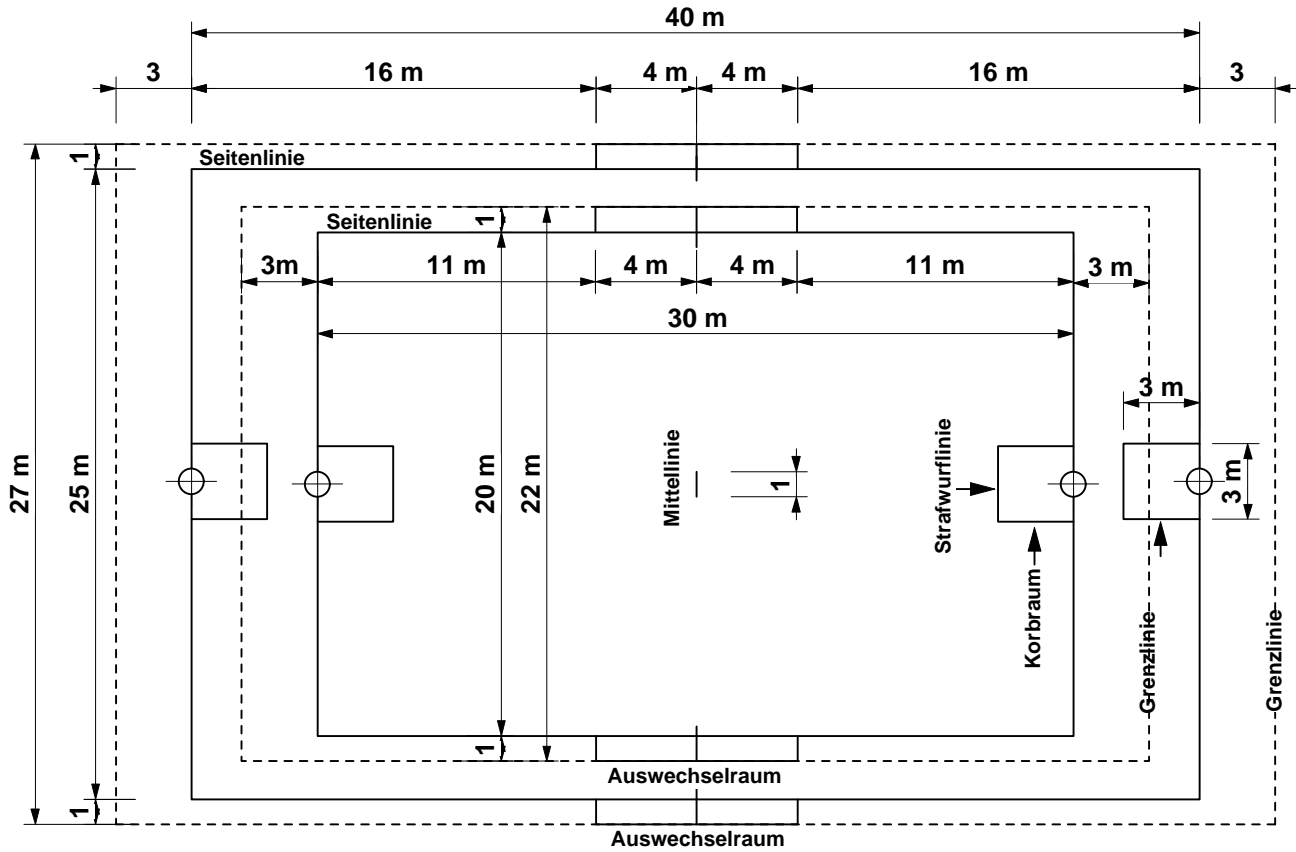 40 m
3 16 m 4 m 4 m 16 m 3
1
Seitenlinie
1
Seitenlinie
3m 11 m 4 m 4 m 11 m 3 m
30 m
3 m
27 m
25 m
20 m
22 m
Mittellinie
1
Strafwurflinie
Korbraum
3 m
Grenzlinie
Grenzlinie
1
Auswechselraum
1
Auswechselraum